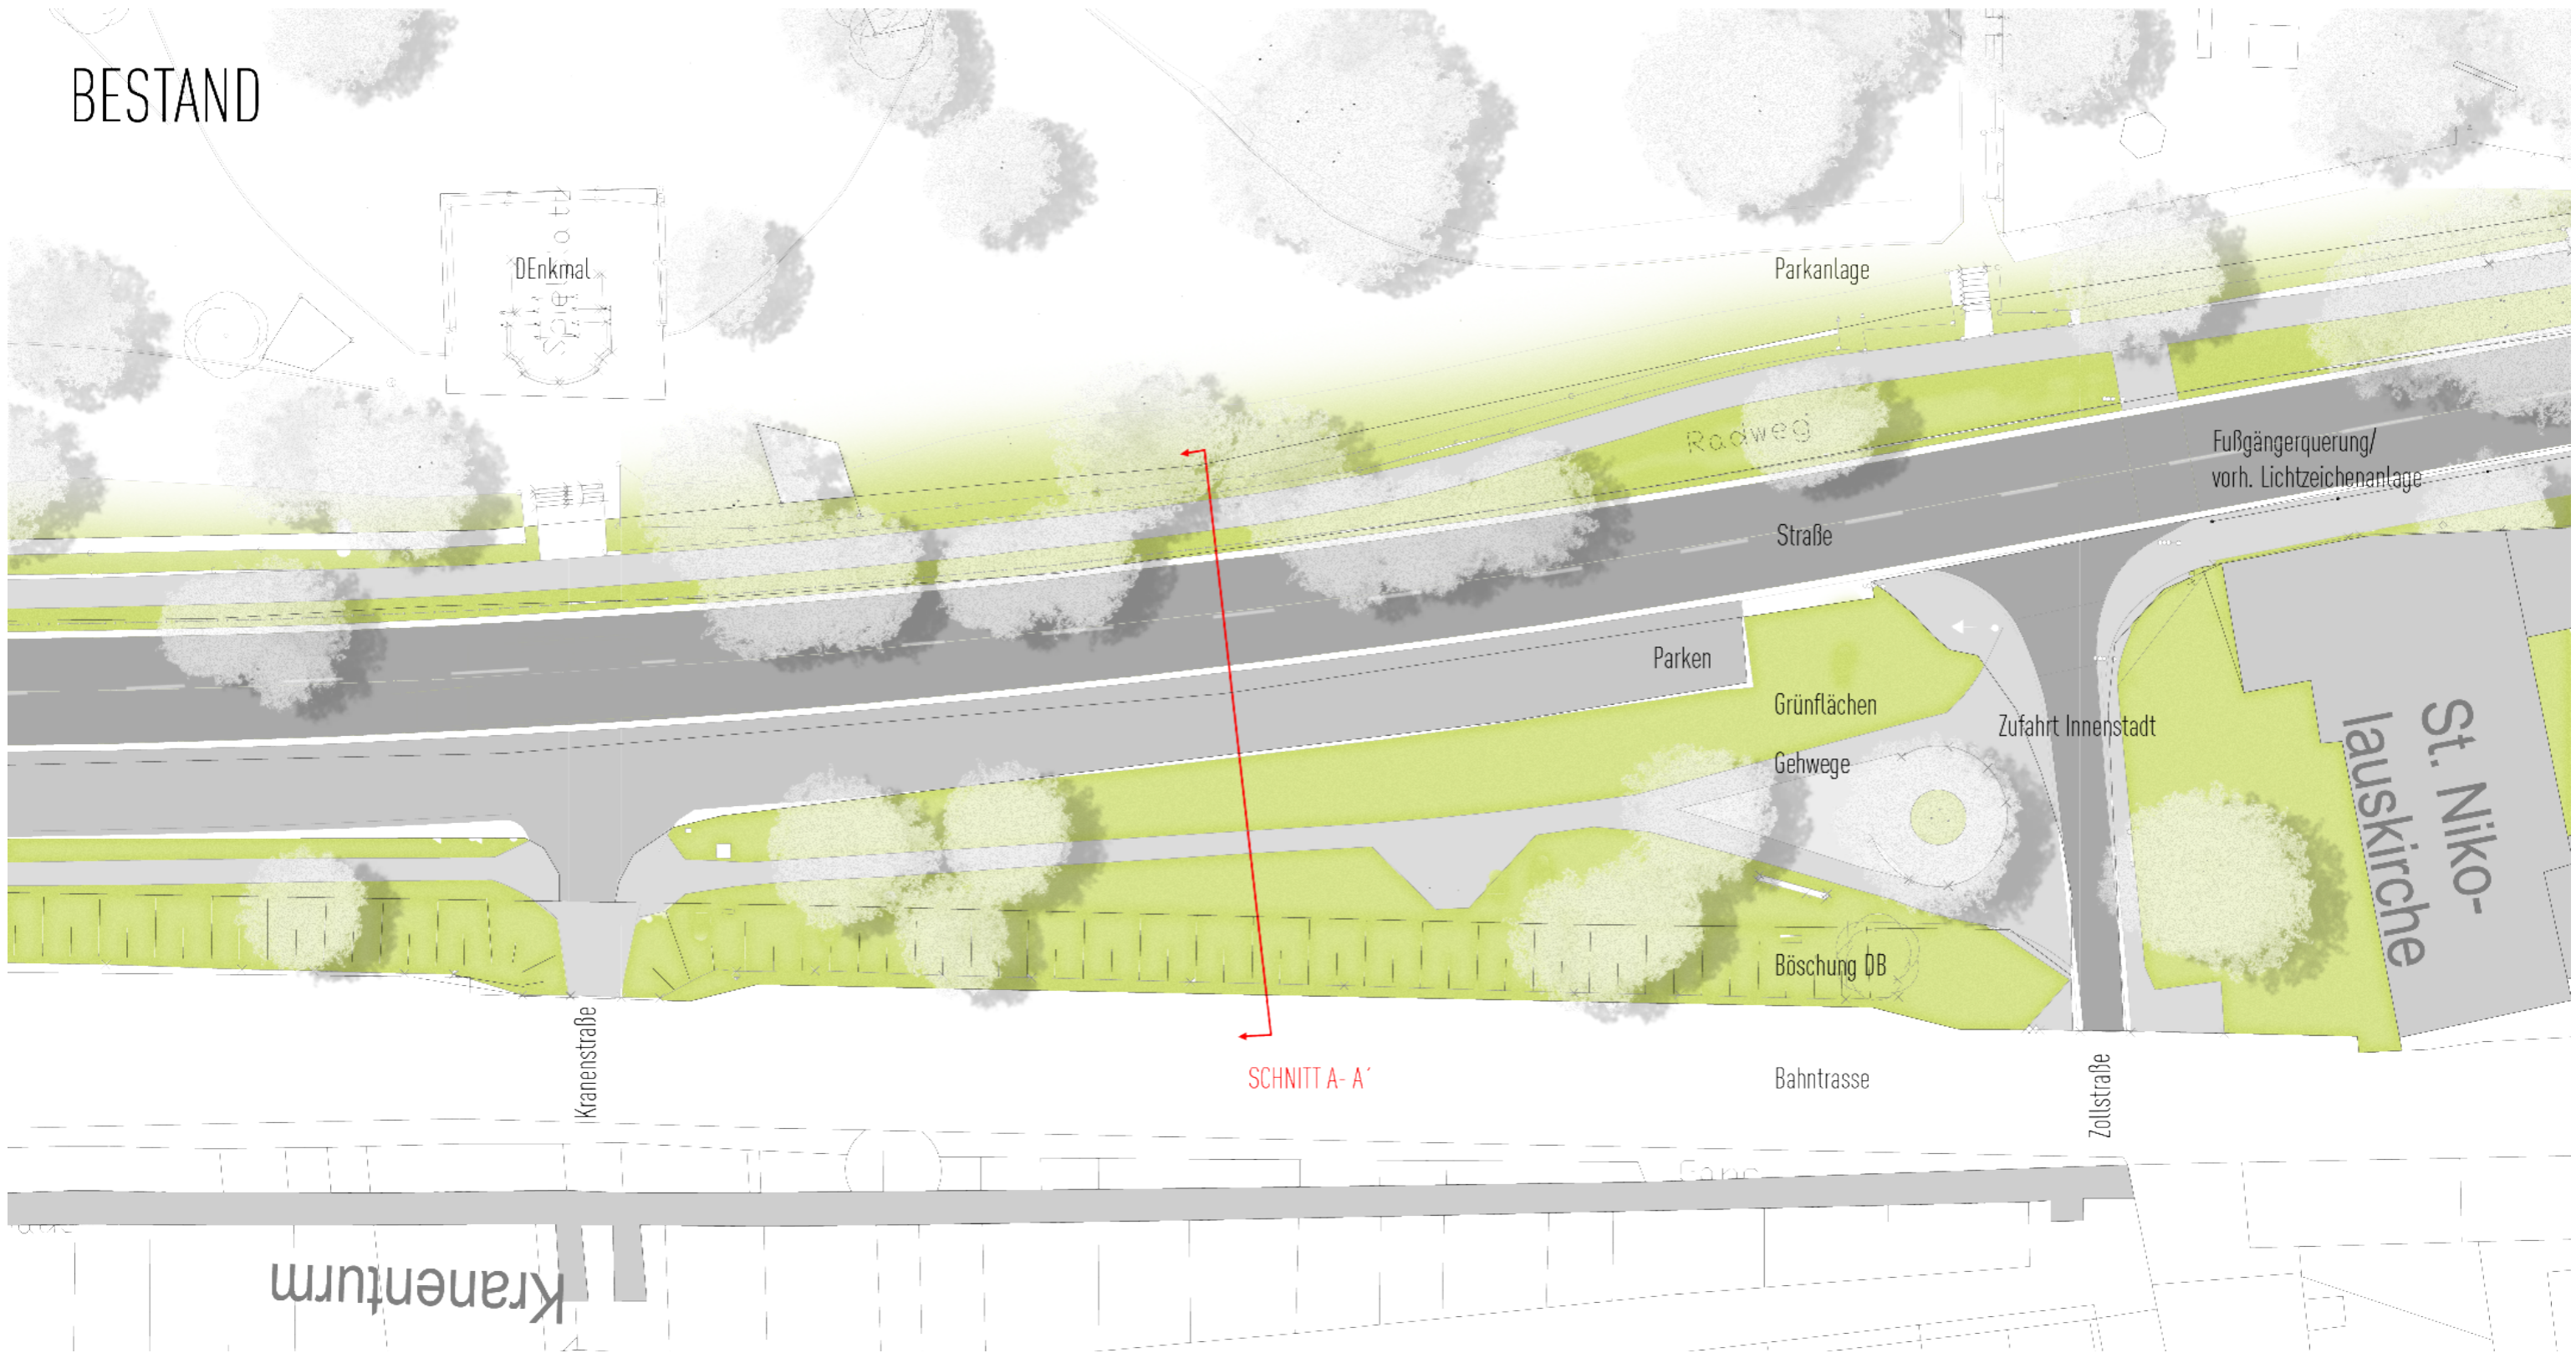 BESTAND
DEnkmal
Spielplatz
Parkanlage
Radweg
Fußgängerquerung/
vorh. Lichtzeichenanlage
Straße
Parken
Grünflächen
Zufahrt Innenstadt
Gehwege
St. Niko-
lauskirche
Böschung DB
Kranenstraße
SCHNITT A- A´
Bahntrasse
Zollstraße
Kranenturm